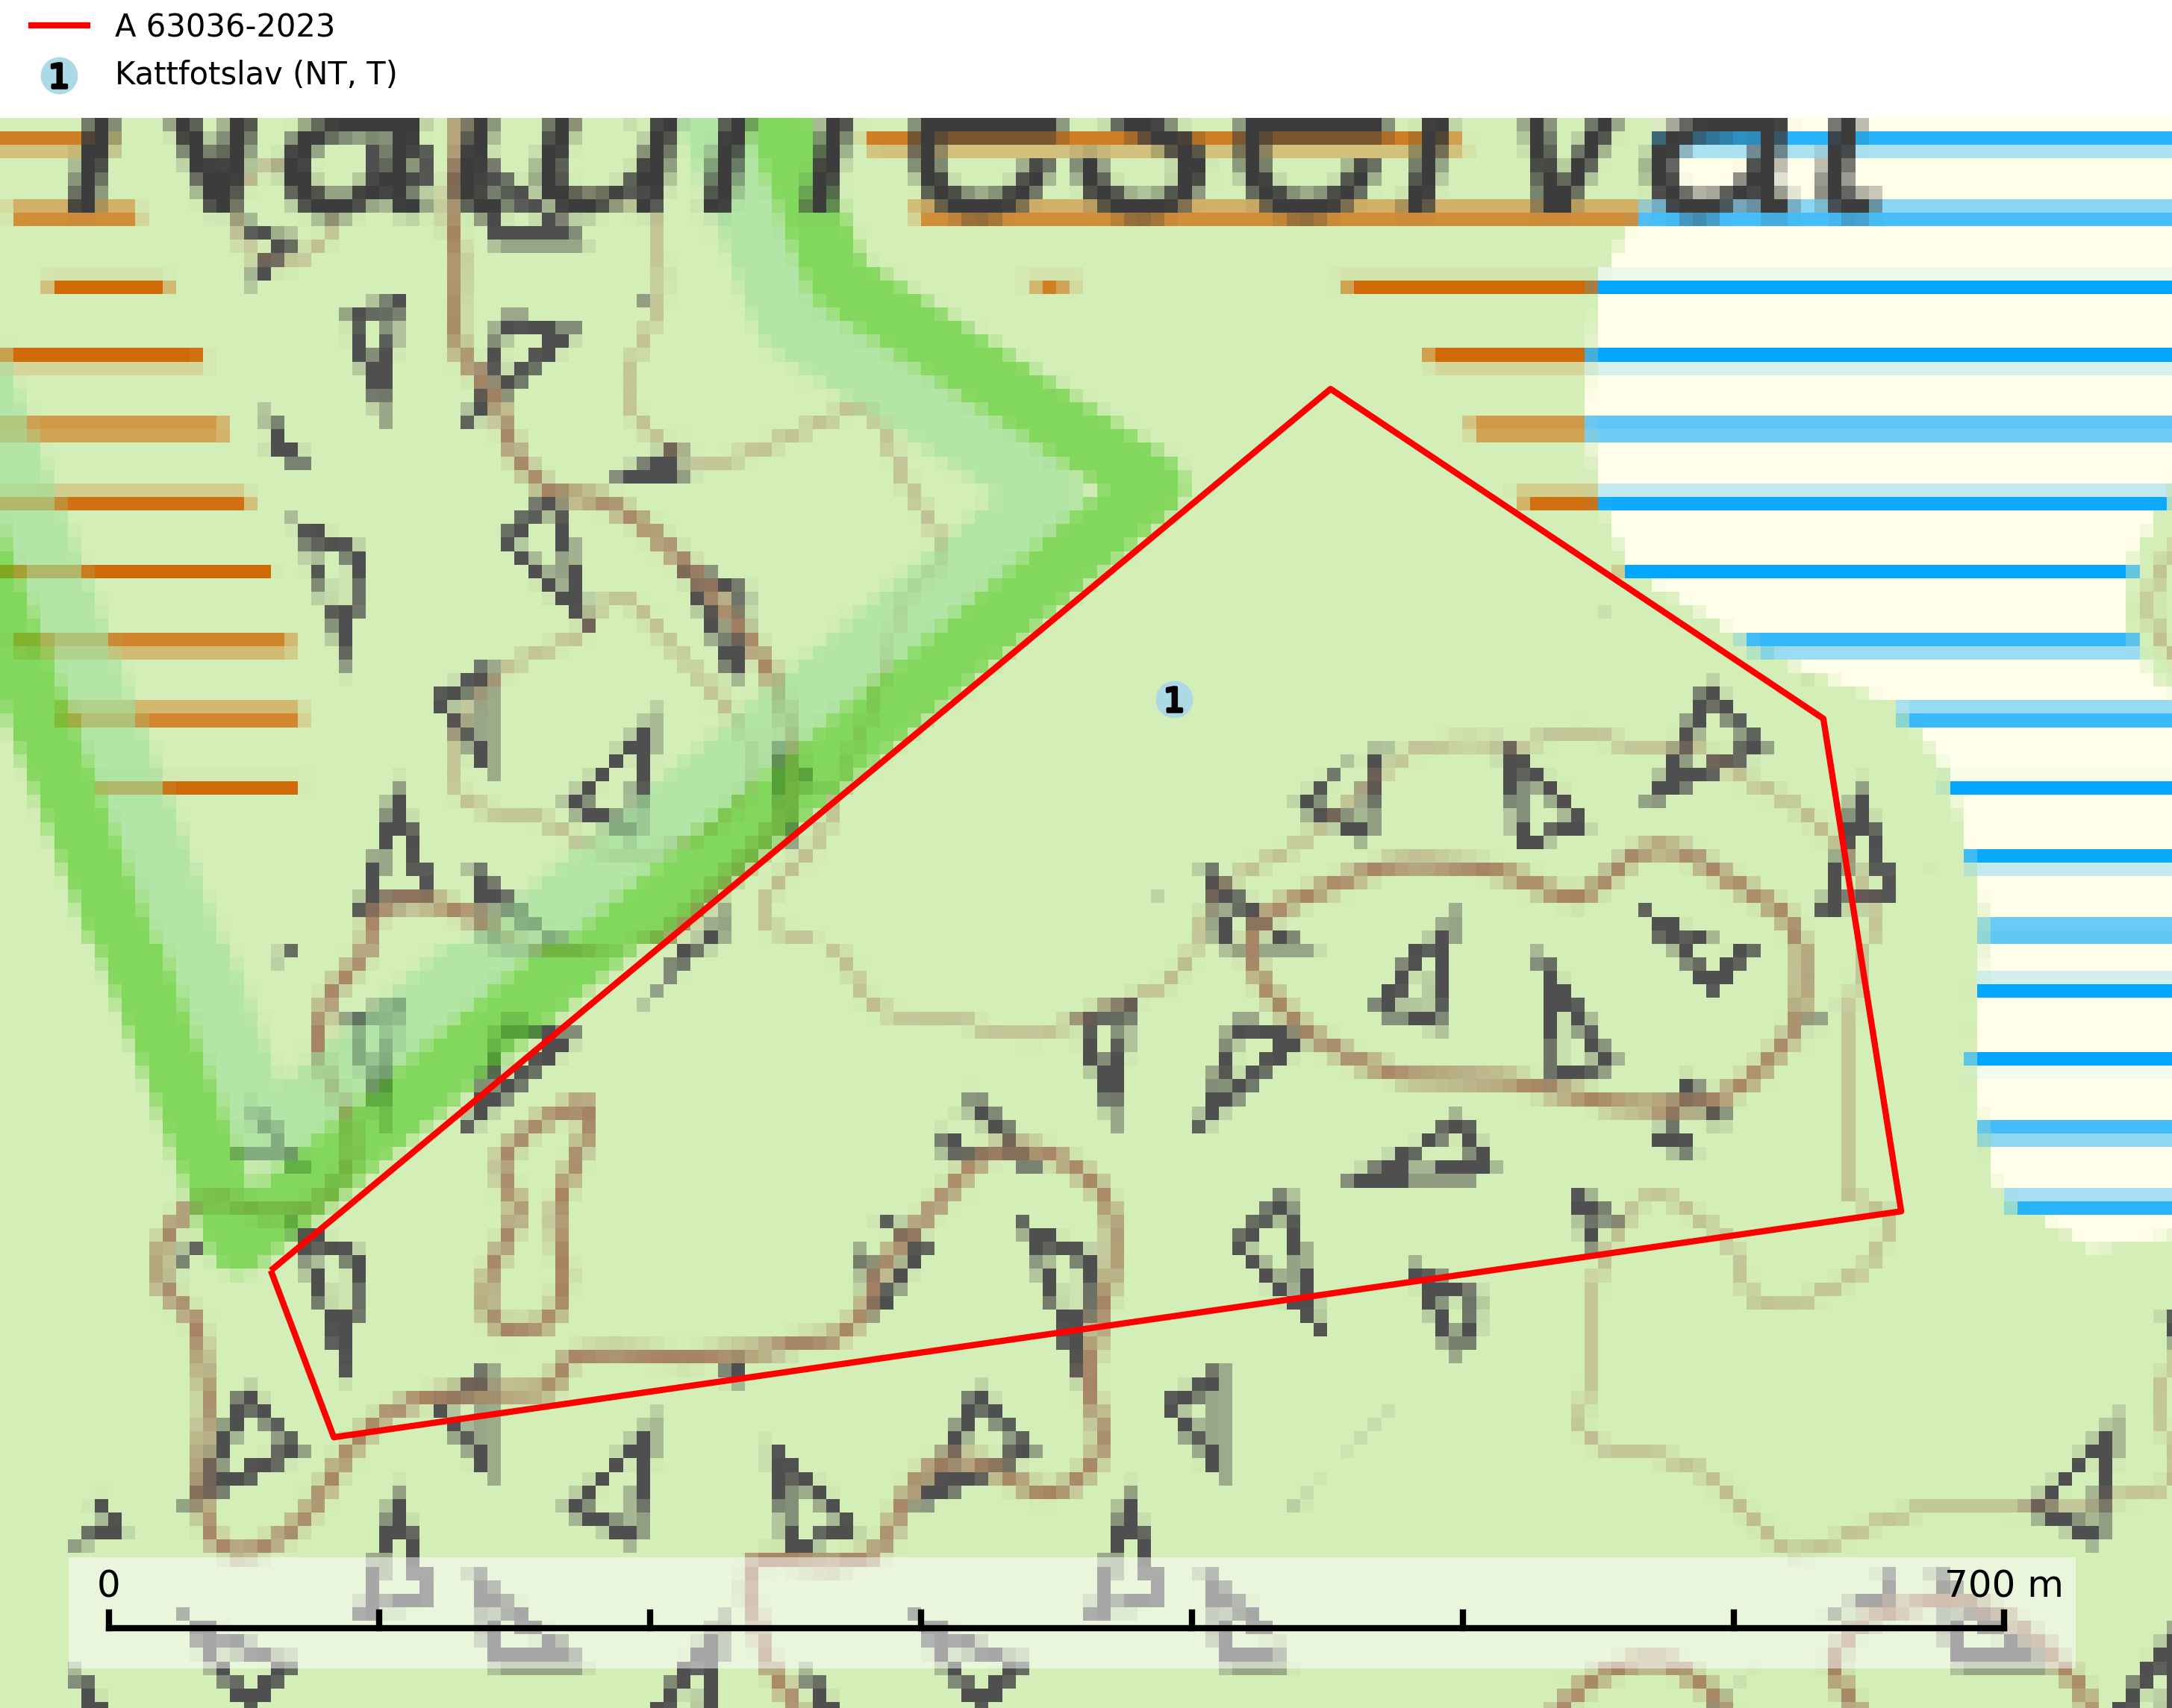 A 63036-2023
1 Kattfotslav (NT, T)
Naturreservat
1
0 700 m